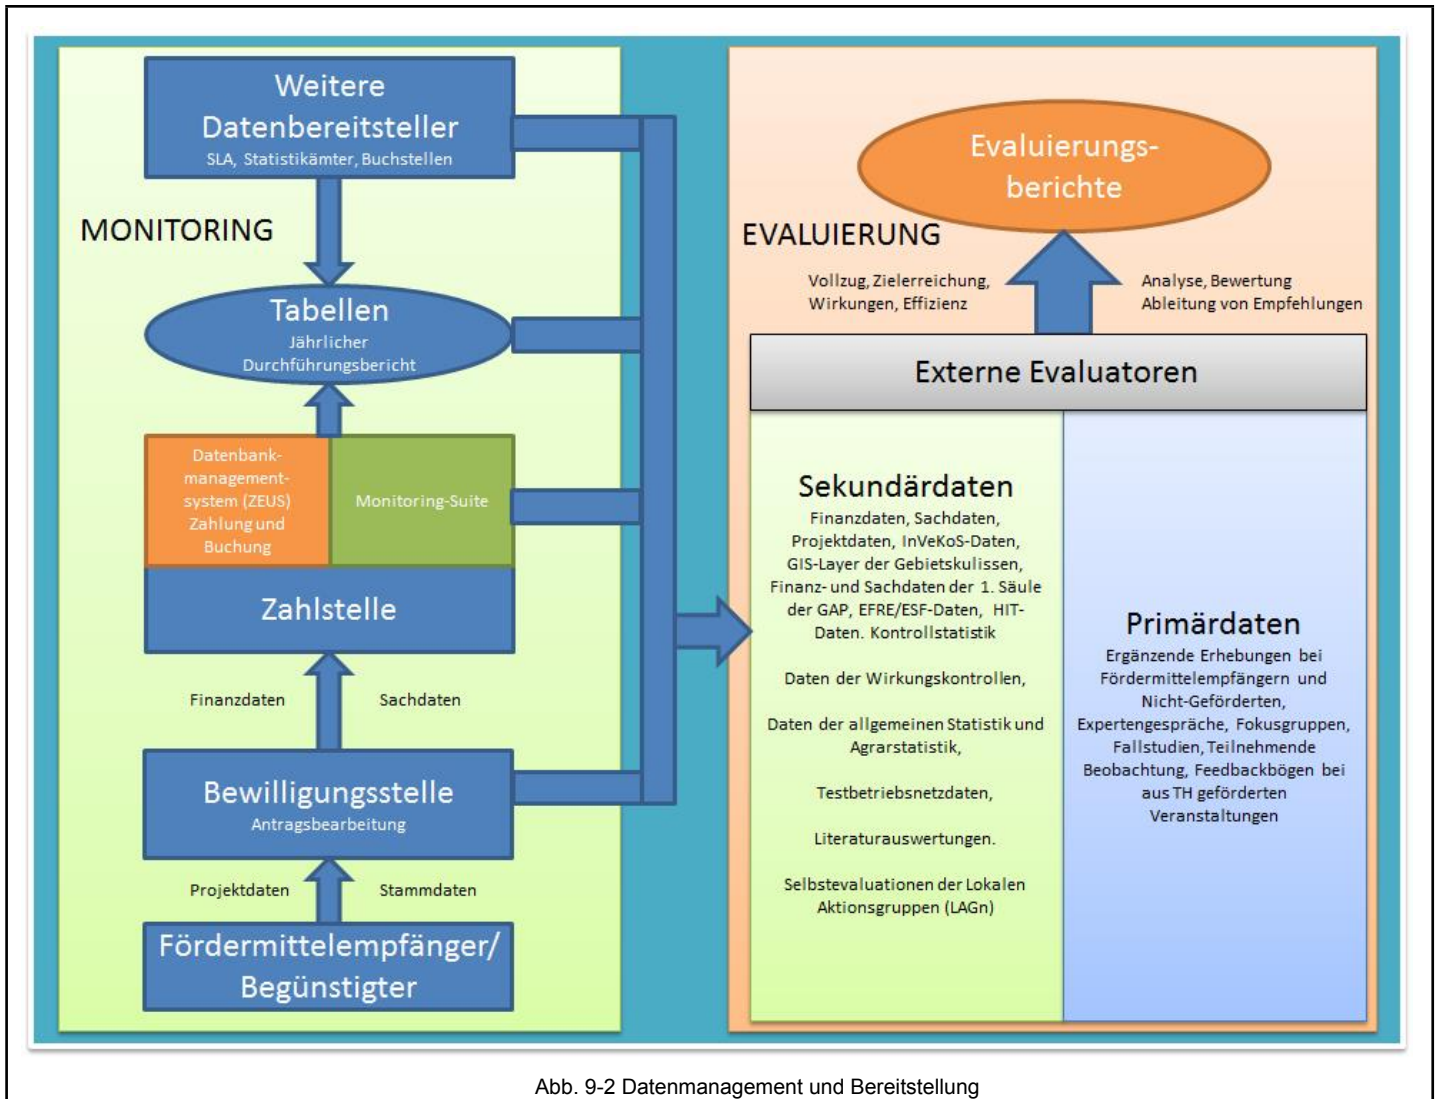 Weitere
Datenbereitsteller
SLA, Statistikämter, Buchstellen
MONITORING
Tabellen
Jährlicher
Durchführungsbericht
Datenbank-
management-
system (ZEUS)
Zahlung und
Buchung
Monitoring-Suite
Zahlstelle
Finanzdaten
Sachdaten
Bewilligungsstelle
Antragsbearbeitung
Projektdaten
Stammdaten
Fördermittelempfänger/
Begünstigter
Evaluierungs-
berichte
EVALUIERUNG
Vollzug, Zielerreichung,
Wirkungen, Effizienz
Analyse, Bewertung
Ableitung von Empfehlungen
Externe Evaluatoren
Sekundärdaten
Finanzdaten, Sachdaten,
Projektdaten, InVeKoS-Daten,
GIS-Layer der Gebietskulissen,
Finanz- und Sachdaten der 1. Säule
der GAP, EFRE/ESF-Daten, HIT-
Daten. Kontrollstatistik
Daten der Wirkungskontrollen,
Daten der allgemeinen Statistik und
Agrarstatistik,
Testbetriebsnetzdaten,
Literaturauswertungen.
Selbstevaluationen der Lokalen
Aktionsgruppen (LAGn)
Primärdaten
Ergänzende Erhebungen bei
Fördermittelempfängern und
Nicht-Geförderten,
Expertengespräche, Fokusgruppen,
Fallstudien, Teilnehmende
Beobachtung, Feedbackbögen bei
aus TH geförderten
Veranstaltungen
Abb. 9-2 Datenmanagement und Bereitstellung